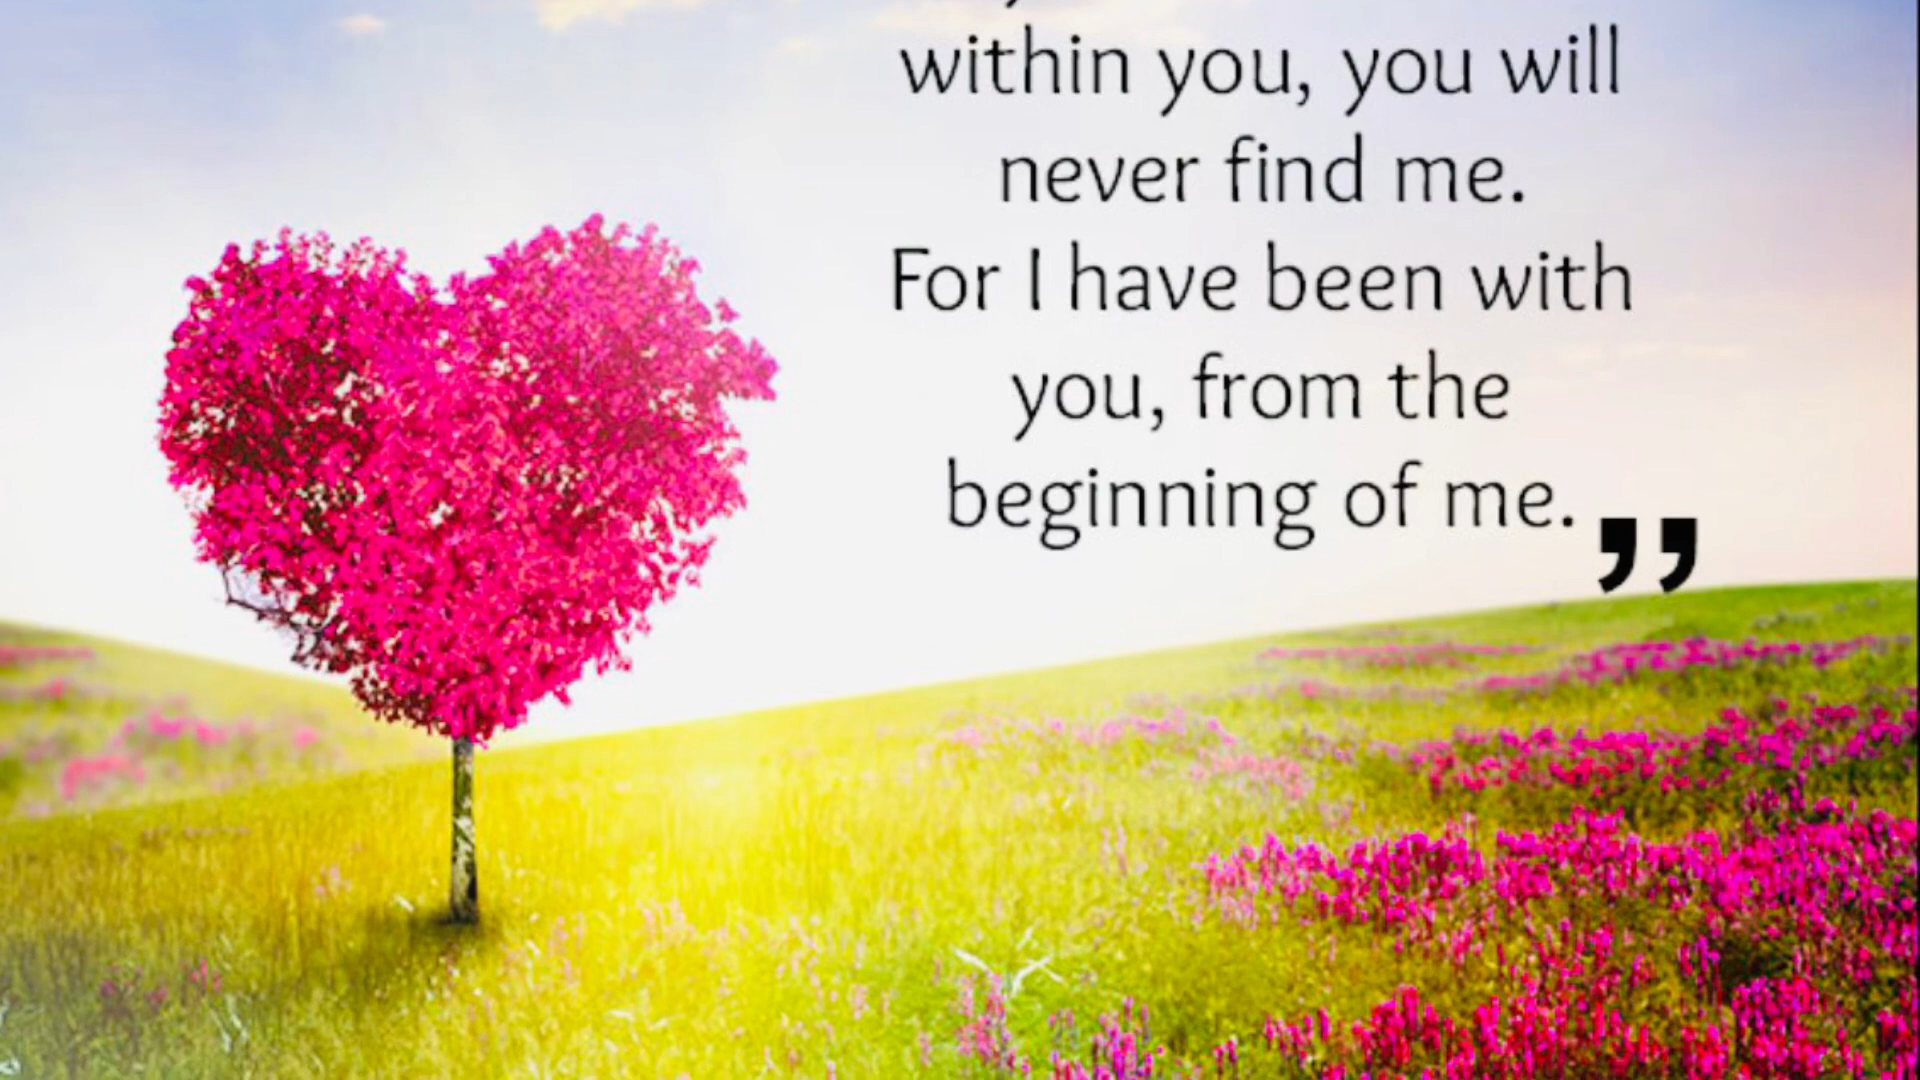 within you, you will
never find me.
For I have been with
you, from the
beginning of me.”